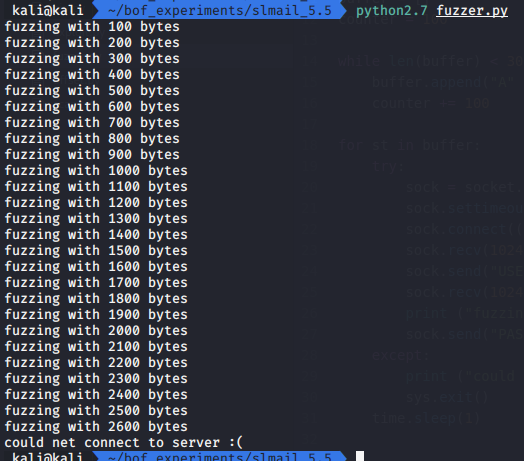 kali@kali ~/bof_experiments/slmail_5.5 python2.7 fuzzer.py
fuzzing with 100 bytes
fuzzing with 200 bytes
fuzzing with 300 bytes
fuzzing with 400 bytes
fuzzing with 500 bytes
fuzzing with 600 bytes
fuzzing with 700 bytes
fuzzing with 800 bytes
fuzzing with 900 bytes
fuzzing with 1000 bytes
fuzzing with 1100 bytes
fuzzing with 1200 bytes
fuzzing with 1300 bytes
fuzzing with 1400 bytes
fuzzing with 1500 bytes
fuzzing with 1600 bytes
fuzzing with 1700 bytes
fuzzing with 1800 bytes
fuzzing with 1900 bytes
fuzzing with 2000 bytes
fuzzing with 2100 bytes
fuzzing with 2200 bytes
fuzzing with 2300 bytes
fuzzing with 2400 bytes
fuzzing with 2500 bytes
fuzzing with 2600 bytes
could net connect to server :(
kali@kali ~/bof_experiments/slmail_5.5